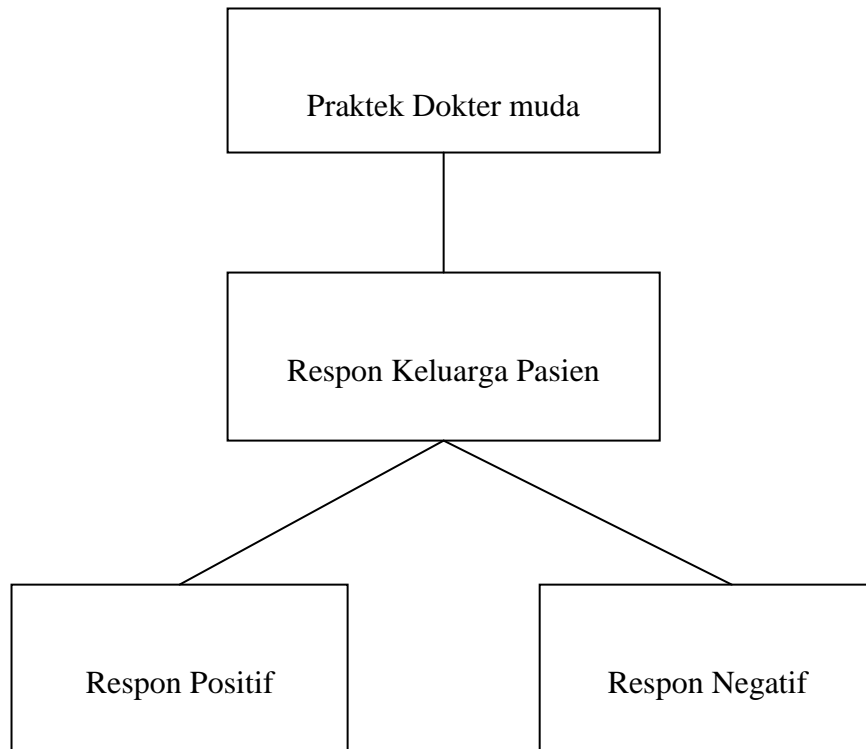 Praktek Dokter muda
Respon Keluarga Pasien
Respon Positif
Respon Negatif